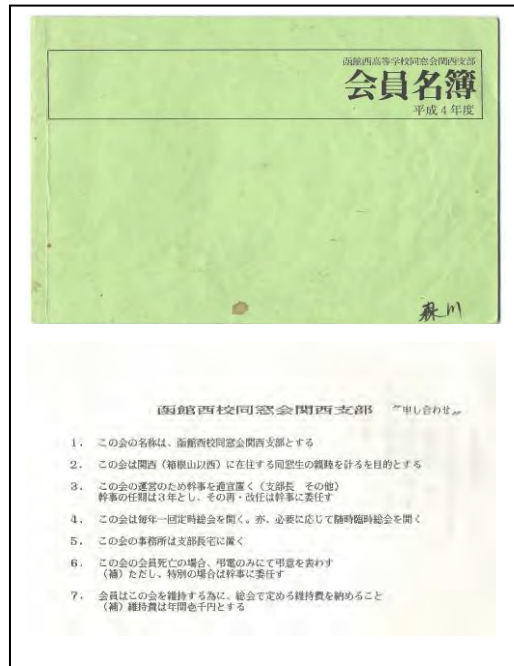 函館西高等学校同窓会関西支部
会員名簿
平成4年度
森川
函館西校同窓会関西支部 〝申し合わせ〟
1. この会の名称は、函館西校同窓会関西支部とする
2. この会は関西（箱根山以西）に在住する同窓生の親睦を計るを目的とする
3. この会の運営のため幹事を適宜置く（支部長 その他）
幹事の任期は3年とし、その再・改任は幹事に委任す
4. この会は毎年一回定時総会を開く。亦、必要に応じて随時臨時総会を開く
5. この会の事務所は支部長宅に置く
6. この会の会員死亡の場合、弔電のみにて弔意を表わす
（補）ただし、特別の場合は幹事に委任す
7. 会員はこの会を維持する為に、総会で定める維持費を納めること
（補）維持費は年間壱千円とする